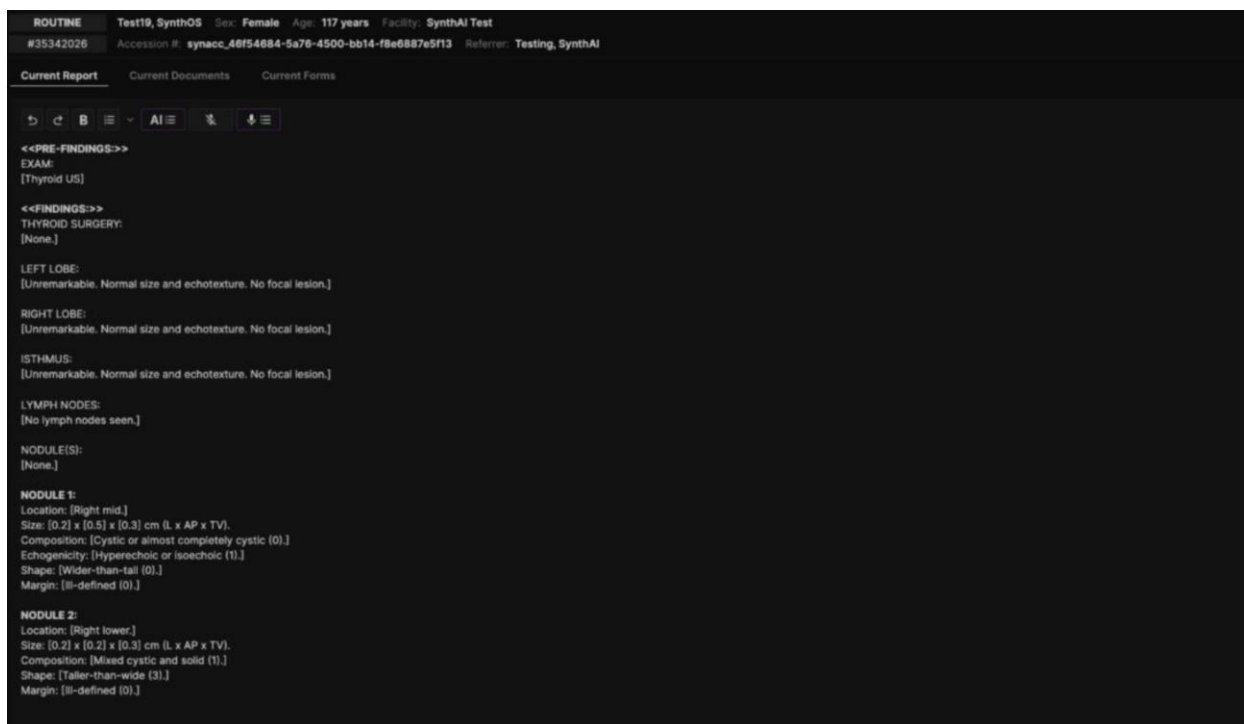 ROUTINE Test19, SynthOS Sex: Female Age: 117 years Facility: SynthAI Test
#35342026 Accession #: synacc_46f54684-5a76-4500-bb14-f8e6887e5f13 Referrer: Testing, SynthAI
Current Report Current Documents Current Forms
B AI
<<PRE-FINDINGS:>>
EXAM:
[Thyroid US]
<<FINDINGS:>>
THYROID SURGERY:
[None.]
LEFT LOBE:
[Unremarkable. Normal size and echotexture. No focal lesion.]
RIGHT LOBE:
[Unremarkable. Normal size and echotexture. No focal lesion.]
ISTHMUS:
[Unremarkable. Normal size and echotexture. No focal lesion.]
LYMPH NODES:
[No lymph nodes seen.]
NODULE(S):
[None.]
NODULE 1:
Location: [Right mid.]
Size: [0.2] x [0.5] x [0.3] cm (L x AP x TV).
Composition: [Cystic or almost completely cystic (0).]
Echogenicity: [Hyperechoic or isoechoic (1).]
Shape: [Wider-than-tall (0).]
Margin: [Ill-defined (0).]
NODULE 2:
Location: [Right lower.]
Size: [0.2] x [0.2] x [0.3] cm (L x AP x TV).
Composition: [Mixed cystic and solid (1).]
Shape: [Taller-than-wide (3).]
Margin: [Ill-defined (0).]